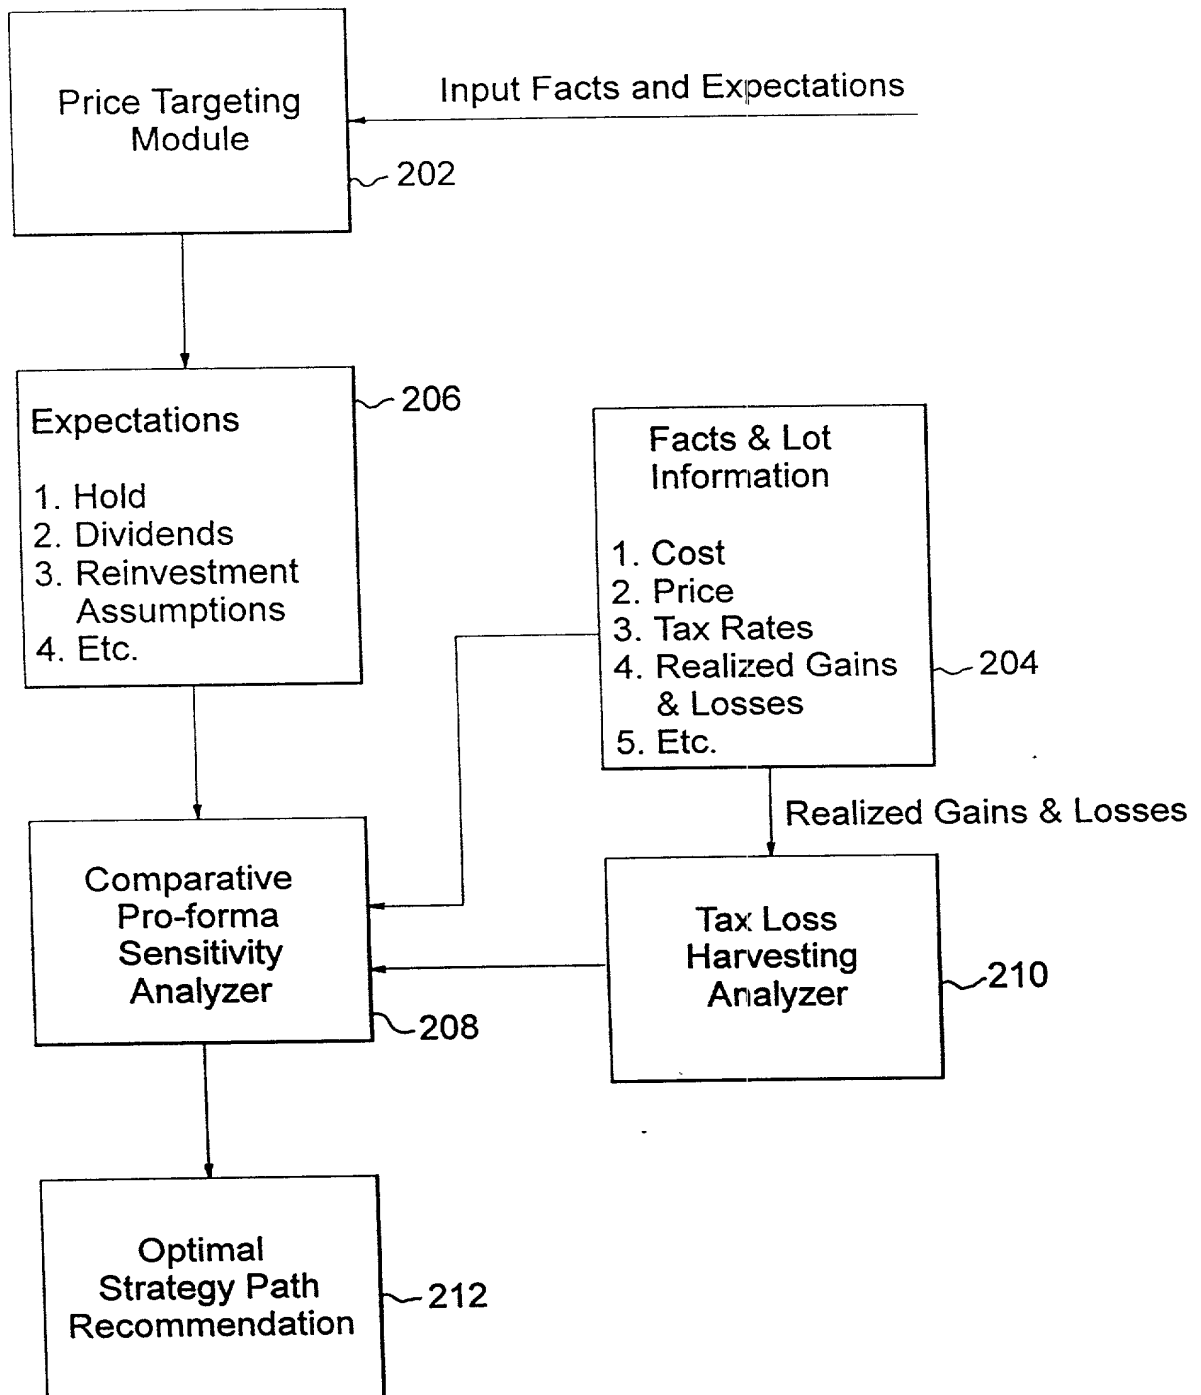 Price Targeting
Module
Input Facts and Expectations
202
206
Expectations
1. Hold
2. Dividends
3. Reinvestment
Assumptions
4. Etc.
Facts & Lot
Information
1. Cost
2. Price
3. Tax Rates
4. Realized Gains
& Losses
5. Etc.
204
Realized Gains & Losses
Comparative
Pro-forma
Sensitivity
Analyzer
208
Tax Loss
Harvesting
Analyzer
210
Optimal
Strategy Path
Recommendation
212